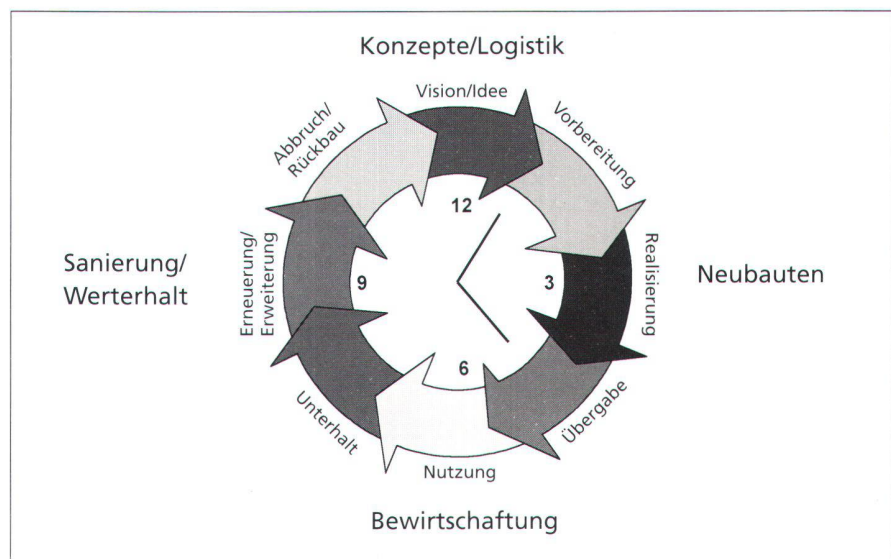 Konzepte/Logistik
Vision/Idee
Vorbereitung
Abbruch/
Rückbau
12
Realisierung
Neubauten
3
Sanierung/
Werterhalt
Erneuerung/
Erweiterung
9
6
Übergabe
Unterhalt
Nutzung
Bewirtschaftung